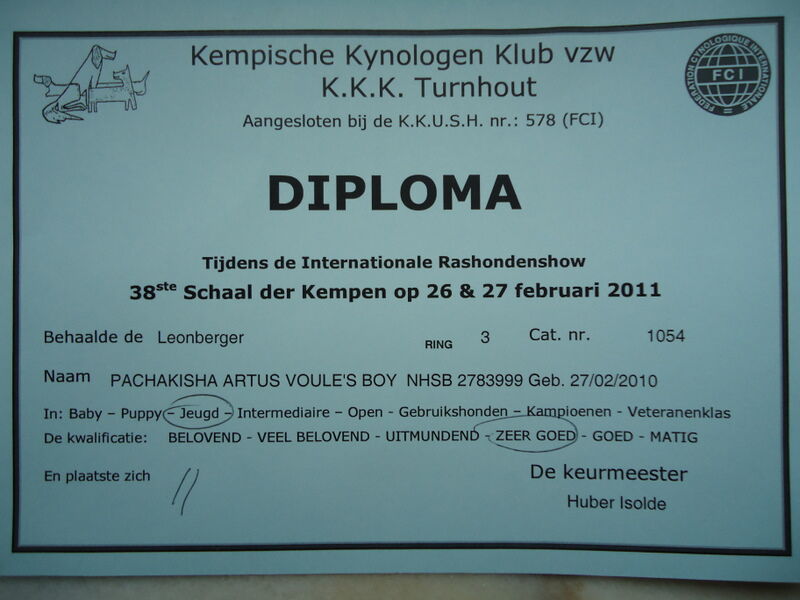 Kempische Kynologen Klub vzw
K.K.K. Turnhout
Aangesloten bij de K.K.U.S.H. nr.: 578 (FCI)
FEDERATION CYNOLOGIQUE INTERNATIONALE
FCI
DIPLOMA
Tijdens de Internationale Rashondenshow
38ste Schaal der Kempen op 26 & 27 februari 2011
Behaalde de Leonberger RING 3 Cat. nr. 1054
Naam PACHAKISHA ARTUS VOULE'S BOY NHSB 2783999 Geb. 27/02/2010
In: Baby – Puppy – Jeugd – Intermediaire – Open - Gebruikshonden – Kampioenen - Veteranenklas
De kwalificatie: BELOVEND - VEEL BELOVEND - UITMUNDEND - ZEER GOED - GOED - MATIG
En plaatste zich //
De keurmeester
Huber Isolde